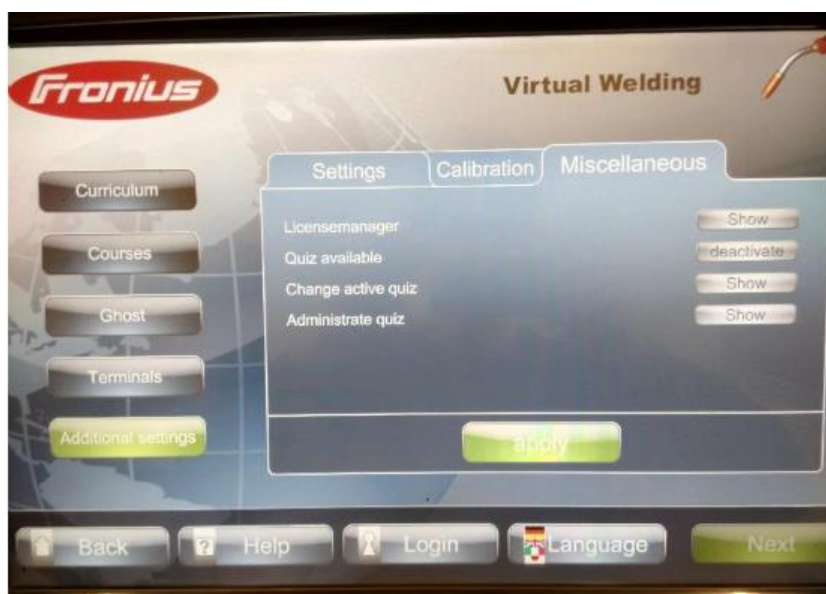 Fronius
Virtual Welding
Settings
Calibration
Miscellaneous
Curriculum
Courses
Ghost
Terminals
Additional settings
Licensemanager
Show
Quiz available
deactivate
Change active quiz
Show
Administrate quiz
Show
apply
Back
? Help
Login
Language
Next